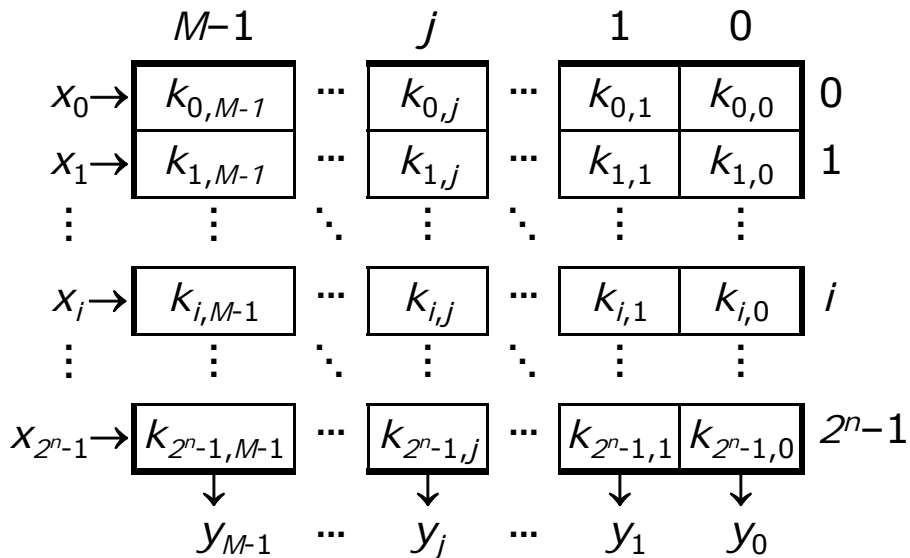 M−1 ... j ... 1 0
x₀→ k₀,M-1 ··· k₀,j ··· k₀,1 k₀,0 0
x₁→ k₁,M-1 ··· k₁,j ··· k₁,1 k₁,0 1
⋮ ⋮ ⋱ ⋮ ⋱ ⋮ ⋮
xᵢ→ kᵢ,M-1 ··· kᵢ,j ··· kᵢ,1 kᵢ,0 i
⋮ ⋮ ⋱ ⋮ ⋱ ⋮ ⋮
x2ⁿ-1→ k2ⁿ-1,M-1 ··· k2ⁿ-1,j ··· k2ⁿ-1,1 k2ⁿ-1,0 2ⁿ−1
↓ ↓ ↓ ↓
yM-1 ··· yj ··· y₁ y₀